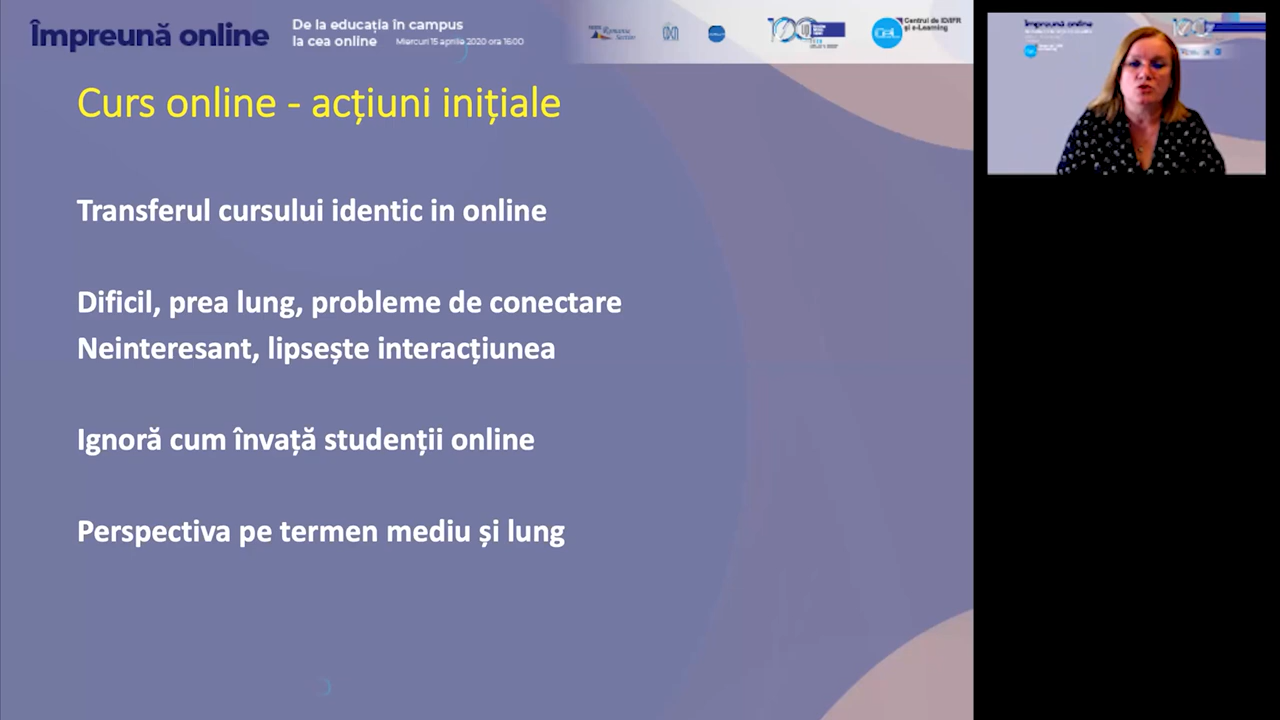 Împreună online
De la educația în campus
la cea online
Miercuri 15 aprilie 2020 ora 16:00
Centrul de ID/IFR
și e-Learning
Curs online - acțiuni inițiale
Transferul cursului identic in online
Dificil, prea lung, probleme de conectare
Neinteresant, lipsește interacțiunea
Ignoră cum învață studenții online
Perspectiva pe termen mediu și lung
Împreună online